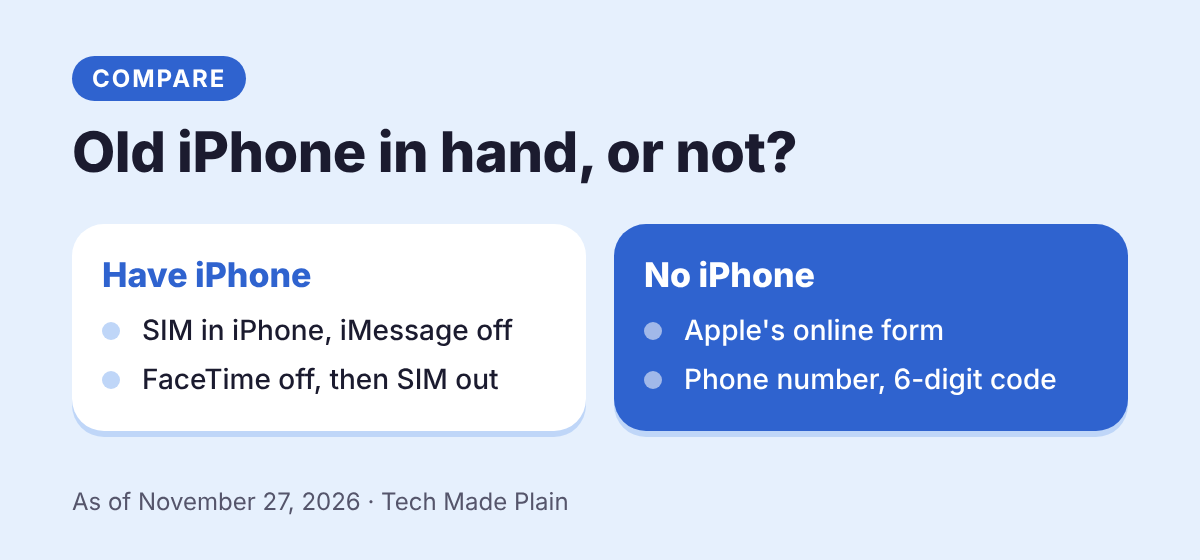 COMPARE
Old iPhone in hand, or not?
Have iPhone
SIM in iPhone, iMessage off
FaceTime off, then SIM out
No iPhone
Apple's online form
Phone number, 6-digit code
As of November 27, 2026 · Tech Made Plain